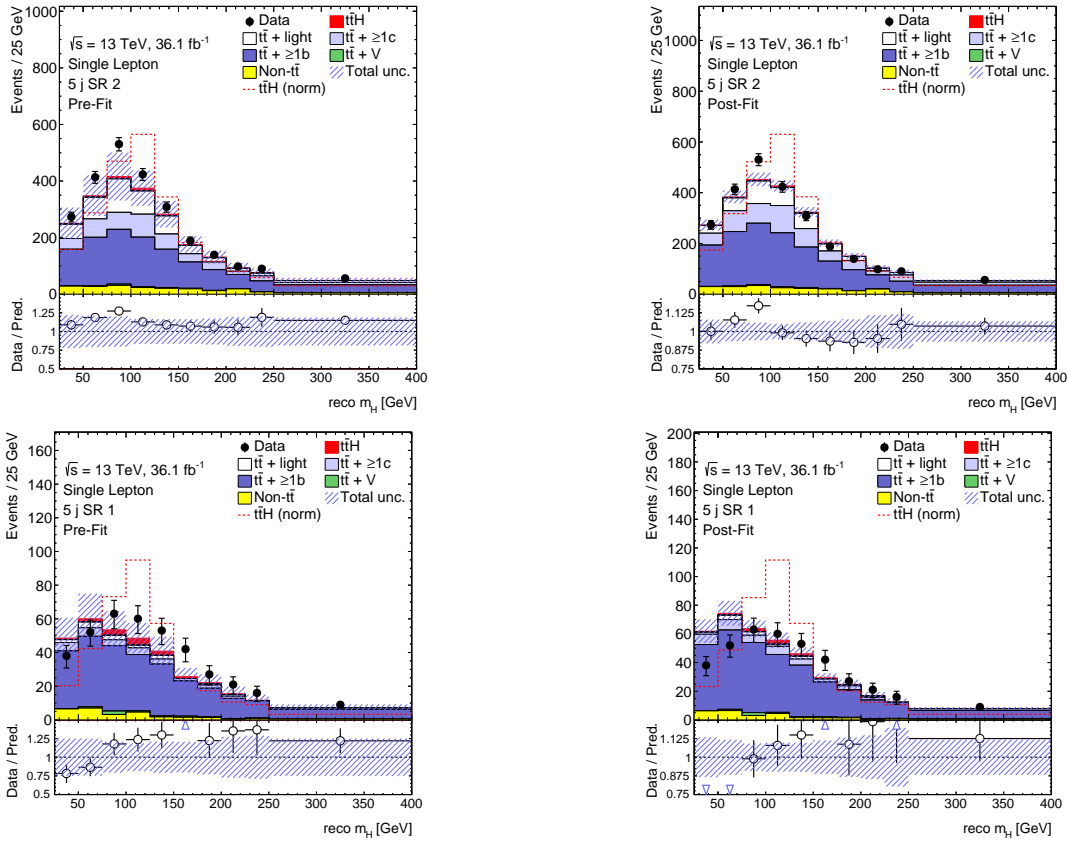 Events / 25 GeV
1000
800
600
400
200
0
√s = 13 TeV, 36.1 fb⁻¹
Single Lepton
5 j SR 2
Pre-Fit
Data
tt̄H
tt̄ + light
tt̄ + ≥1c
tt̄ + ≥1b
tt̄ + V
Non-tt̄
Total unc.
tt̄H (norm)
Data / Pred.
1.25
1
0.75
0.5
50 100 150 200 250 300 350 400
reco m_H [GeV]
Events / 25 GeV
1000
800
600
400
200
0
√s = 13 TeV, 36.1 fb⁻¹
Single Lepton
5 j SR 2
Post-Fit
Data
tt̄H
tt̄ + light
tt̄ + ≥1c
tt̄ + ≥1b
tt̄ + V
Non-tt̄
Total unc.
tt̄H (norm)
Data / Pred.
1.125
1
0.875
0.75
50 100 150 200 250 300 350 400
reco m_H [GeV]
Events / 25 GeV
160
140
120
100
80
60
40
20
0
√s = 13 TeV, 36.1 fb⁻¹
Single Lepton
5 j SR 1
Pre-Fit
Data
tt̄H
tt̄ + light
tt̄ + ≥1c
tt̄ + ≥1b
tt̄ + V
Non-tt̄
Total unc.
tt̄H (norm)
Data / Pred.
1.25
1
0.75
0.5
50 100 150 200 250 300 350 400
reco m_H [GeV]
Events / 25 GeV
200
180
160
140
120
100
80
60
40
20
0
√s = 13 TeV, 36.1 fb⁻¹
Single Lepton
5 j SR 1
Post-Fit
Data
tt̄H
tt̄ + light
tt̄ + ≥1c
tt̄ + ≥1b
tt̄ + V
Non-tt̄
Total unc.
tt̄H (norm)
Data / Pred.
1.125
1
0.875
0.75
50 100 150 200 250 300 350 400
reco m_H [GeV]